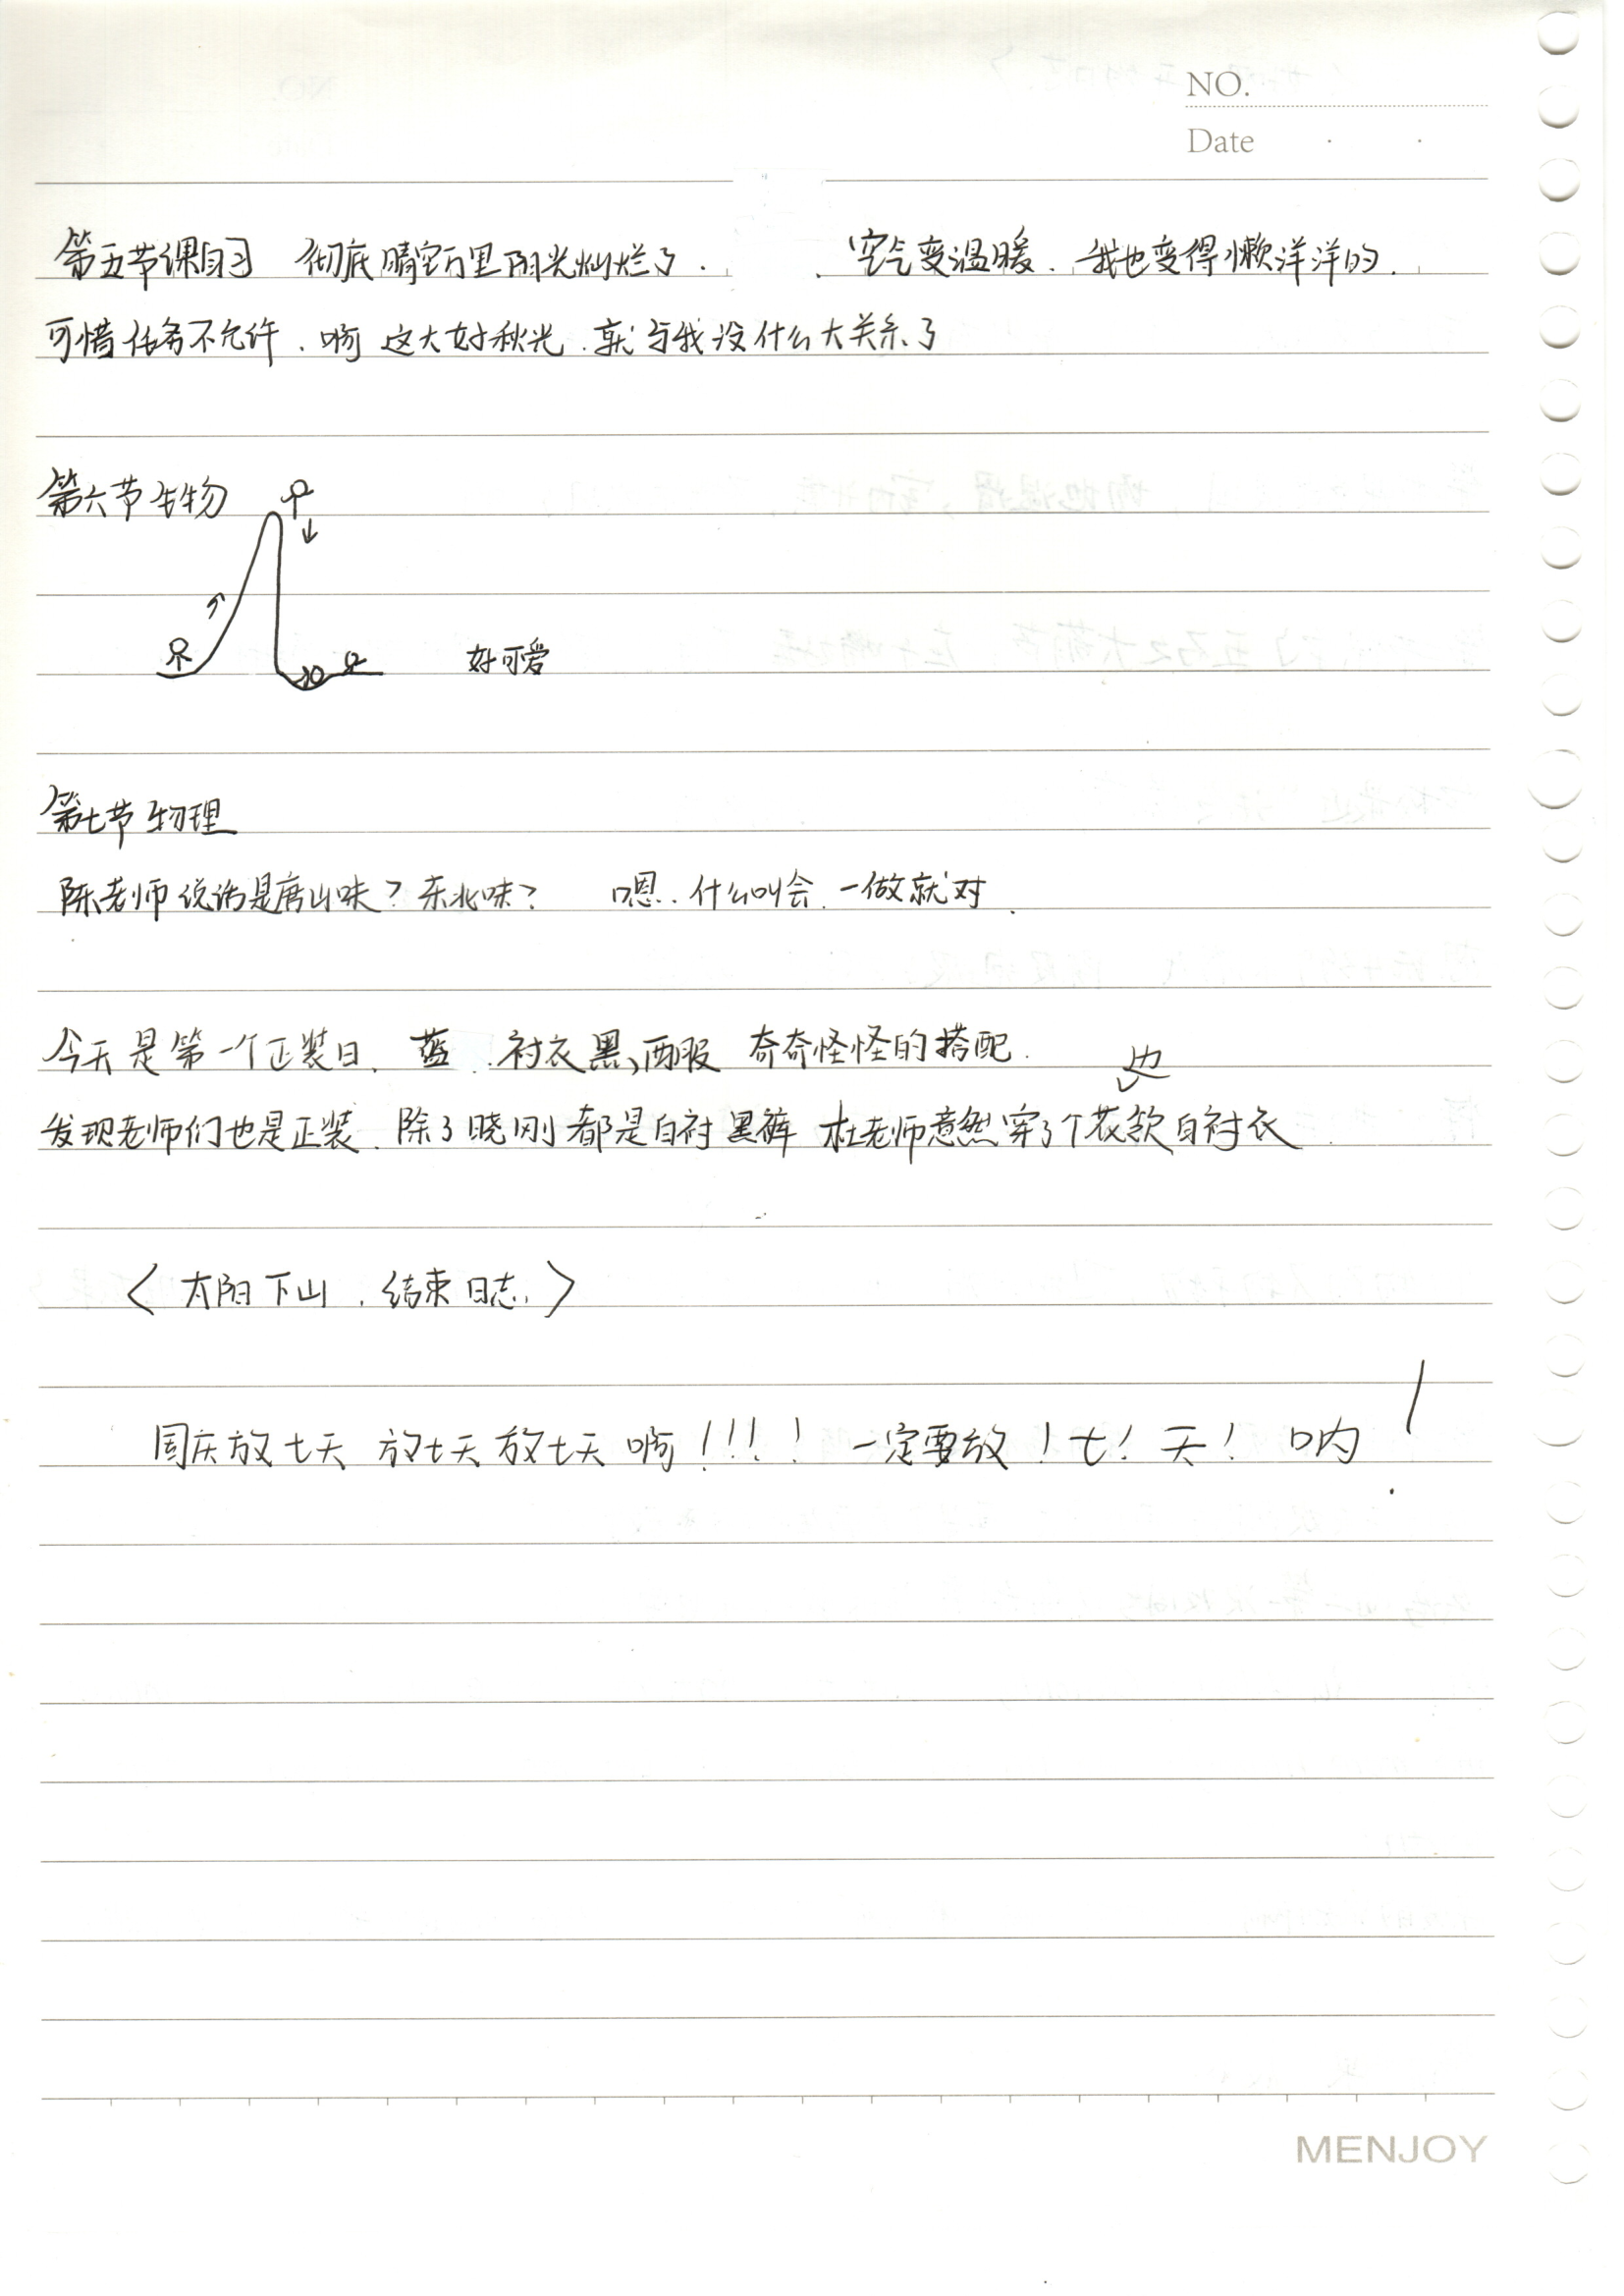 NO.
Date
第五节课自习 彻底晴空万里阳光灿烂了. 空气变温暖. 我也变得懒洋洋的.
可惜任务不允许. 啊 这大好秋光. 就与我没什么大关系了
第六节生物
好可爱
第七节物理
陈老师说话是唐山味? 东北味? 嗯.. 什么叫会. 一做就对.
今天是第一个正装日. 蓝衬衣黑西服 奇奇怪怪的搭配.
边
发现老师们也是正装. 除了晓刚都是白衬黑裤 杜老师竟然穿了个花领白衬衣.
〈太阳下山. 结束日志.〉
国庆放七天 放七天 放七天 啊!!!! 一定要放!七!天! 呐!
MENJOY